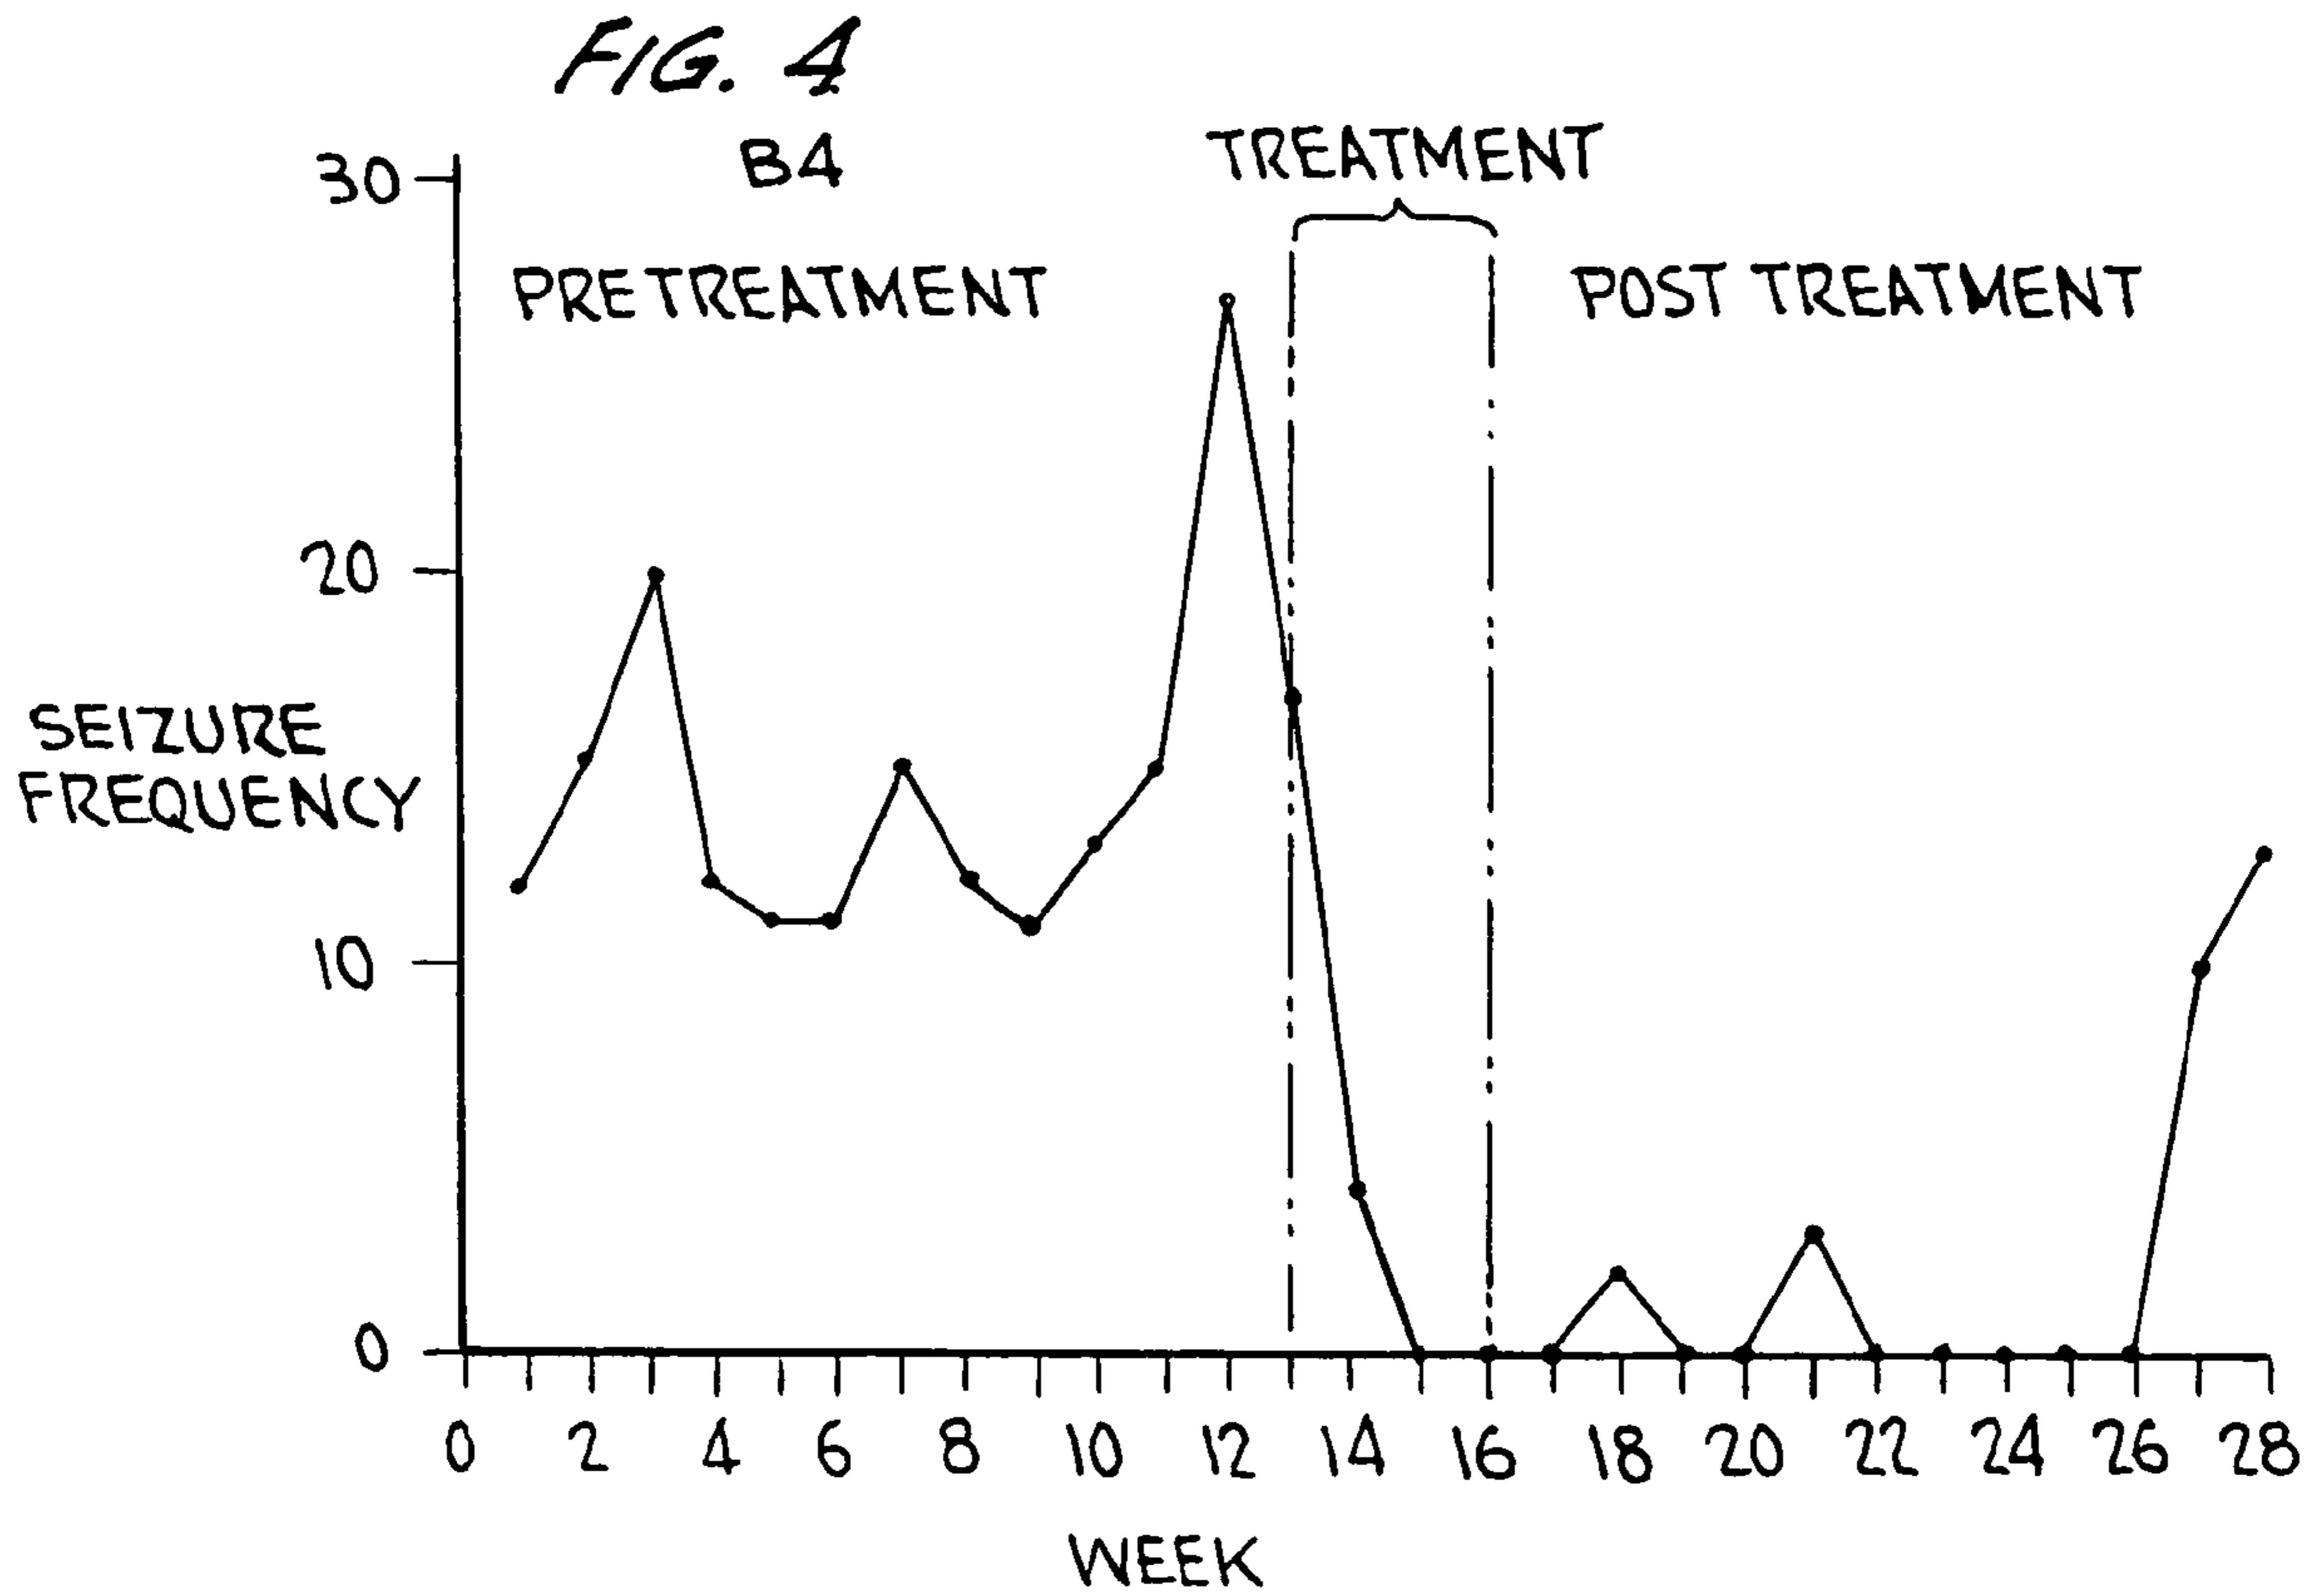 FIG. 4
B4
TREATMENT
30
PRETREATMENT
POST TREATMENT
20
SEIZURE
FREQUENCY
10
0
0 2 4 6 8 10 12 14 16 18 20 22 24 26 28
WEEK